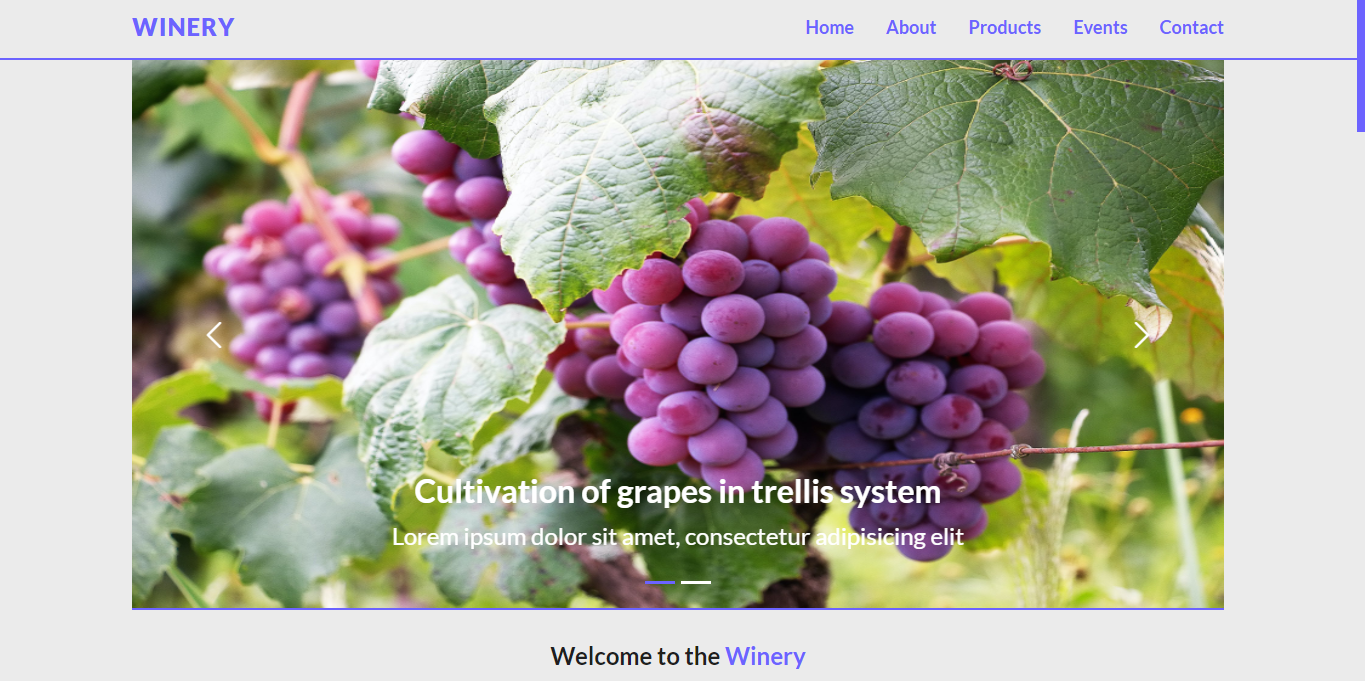 WINERY
Home About Products Events Contact
Cultivation of grapes in trellis system
Lorem ipsum dolor sit amet, consectetur adipisicing elit
Welcome to the Winery